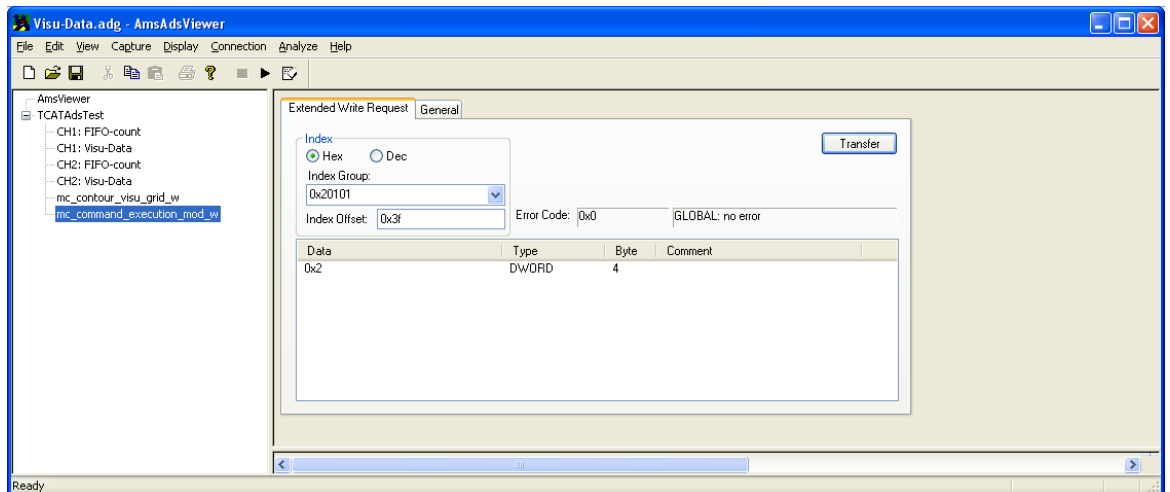 Visu-Data.adg - AmsAdsViewer
File Edit View Capture Display Connection Analyze Help
AmsViewer
TCATAdsTest
CH1: FIFO-count
CH1: Visu-Data
CH2: FIFO-count
CH2: Visu-Data
mc_contour_visu_grid_w
mc_command_execution_mod_w
Extended Write Request General
Index
Hex Dec
Transfer
Index Group:
0x20101
Index Offset: 0x3f Error Code: 0x0 GLOBAL: no error
Data Type Byte Comment
0x2 DWORD 4
Ready